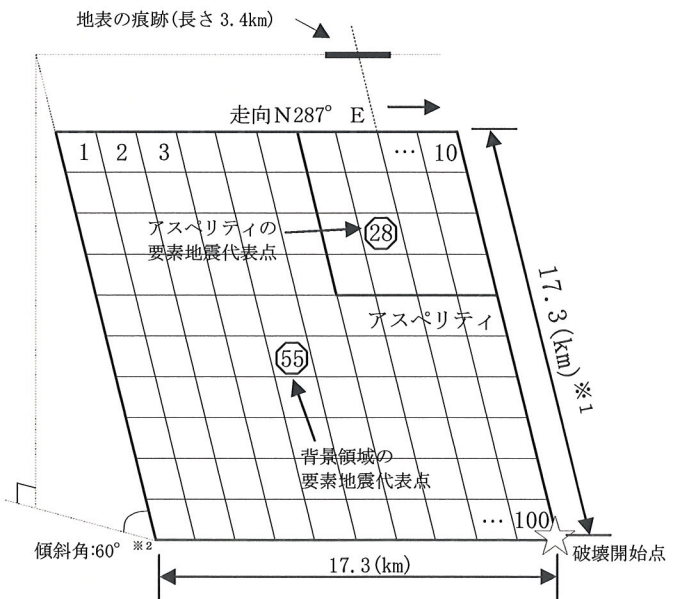 地表の痕跡(長さ 3.4km)
走向N287° E
1 2 3 … 10
アスペリティの
要素地震代表点
28
17.3(km)※1
アスペリティ
55
背景領域の
要素地震代表点
… 100
傾斜角:60° ※2
破壊開始点
17.3(km)